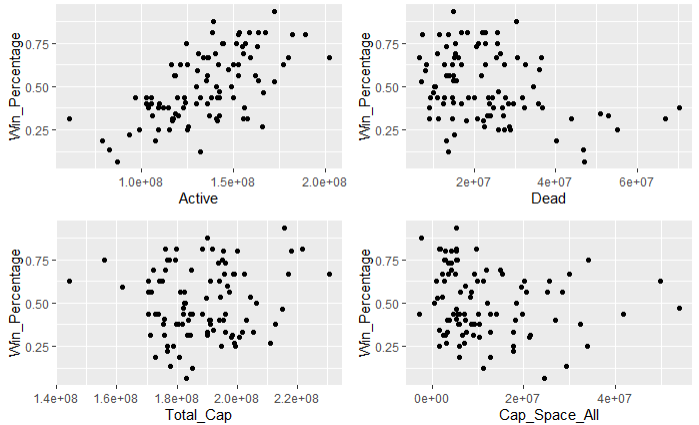 Win_Percentage
0.75
0.50
0.25
1.0e+08 1.5e+08 2.0e+08
Active
Win_Percentage
0.75
0.50
0.25
2e+07 4e+07 6e+07
Dead
Win_Percentage
0.75
0.50
0.25
1.4e+08 1.6e+08 1.8e+08 2.0e+08 2.2e+08
Total_Cap
Win_Percentage
0.75
0.50
0.25
0e+00 2e+07 4e+07
Cap_Space_All